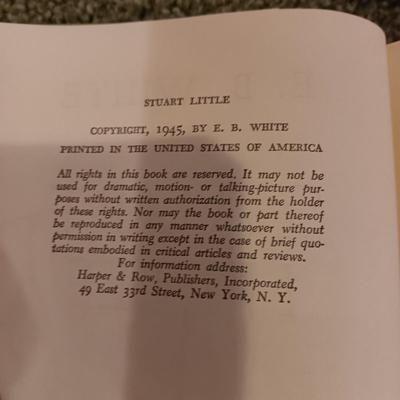 STUART LITTLE
COPYRIGHT, 1945, BY E. B. WHITE
PRINTED IN THE UNITED STATES OF AMERICA
All rights in this book are reserved. It may not be
used for dramatic, motion- or talking-picture pur-
poses without written authorization from the holder
of these rights. Nor may the book or part thereof
be reproduced in any manner whatsoever without
permission in writing except in the case of brief quo-
tations embodied in critical articles and reviews.
For information address:
Harper & Row, Publishers, Incorporated,
49 East 33rd Street, New York, N. Y.